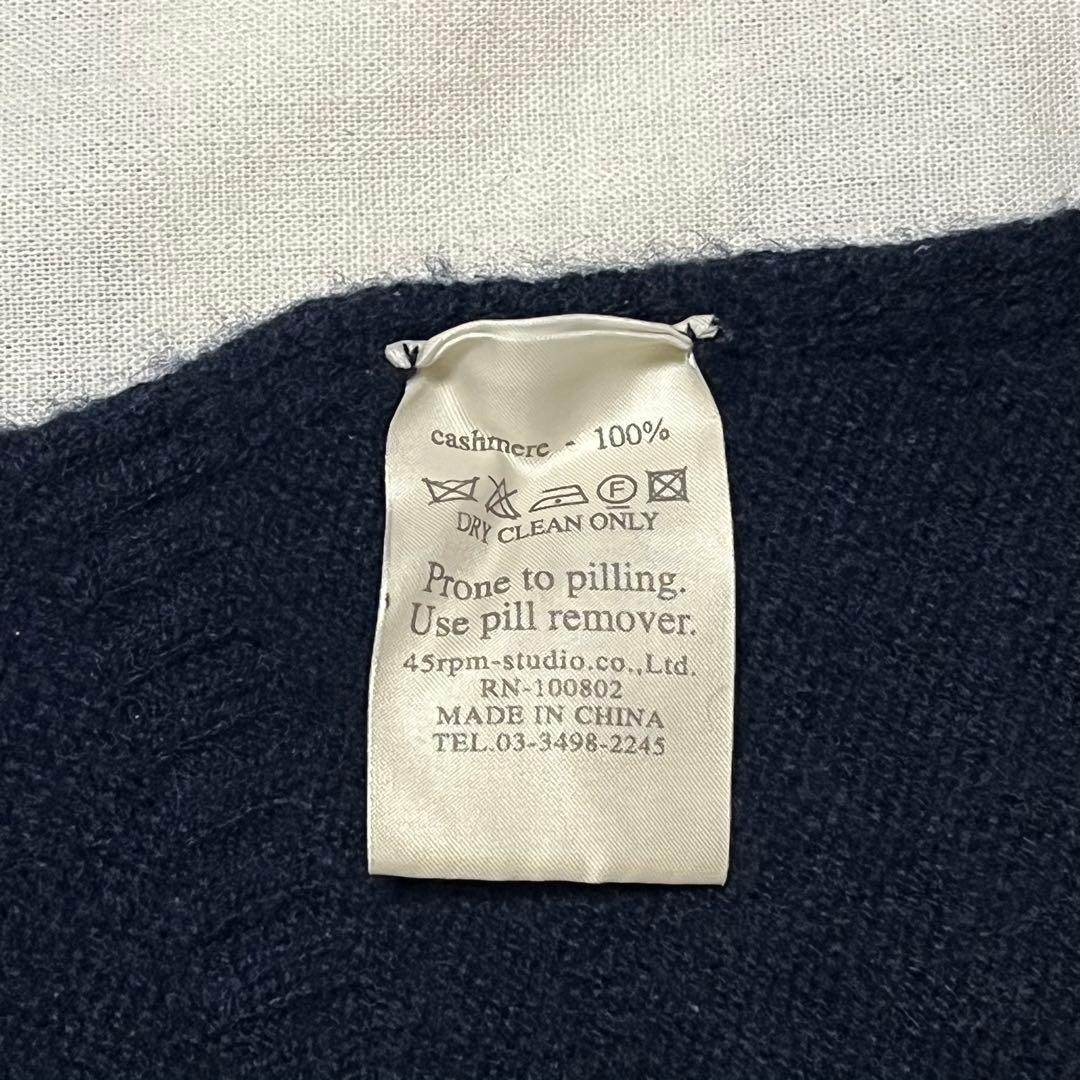 cashmere - 100%
F
DRY CLEAN ONLY
Prone to pilling.
Use pill remover.
45rpm-studio.co.,Ltd.
RN-100802
MADE IN CHINA
TEL.03-3498-2245